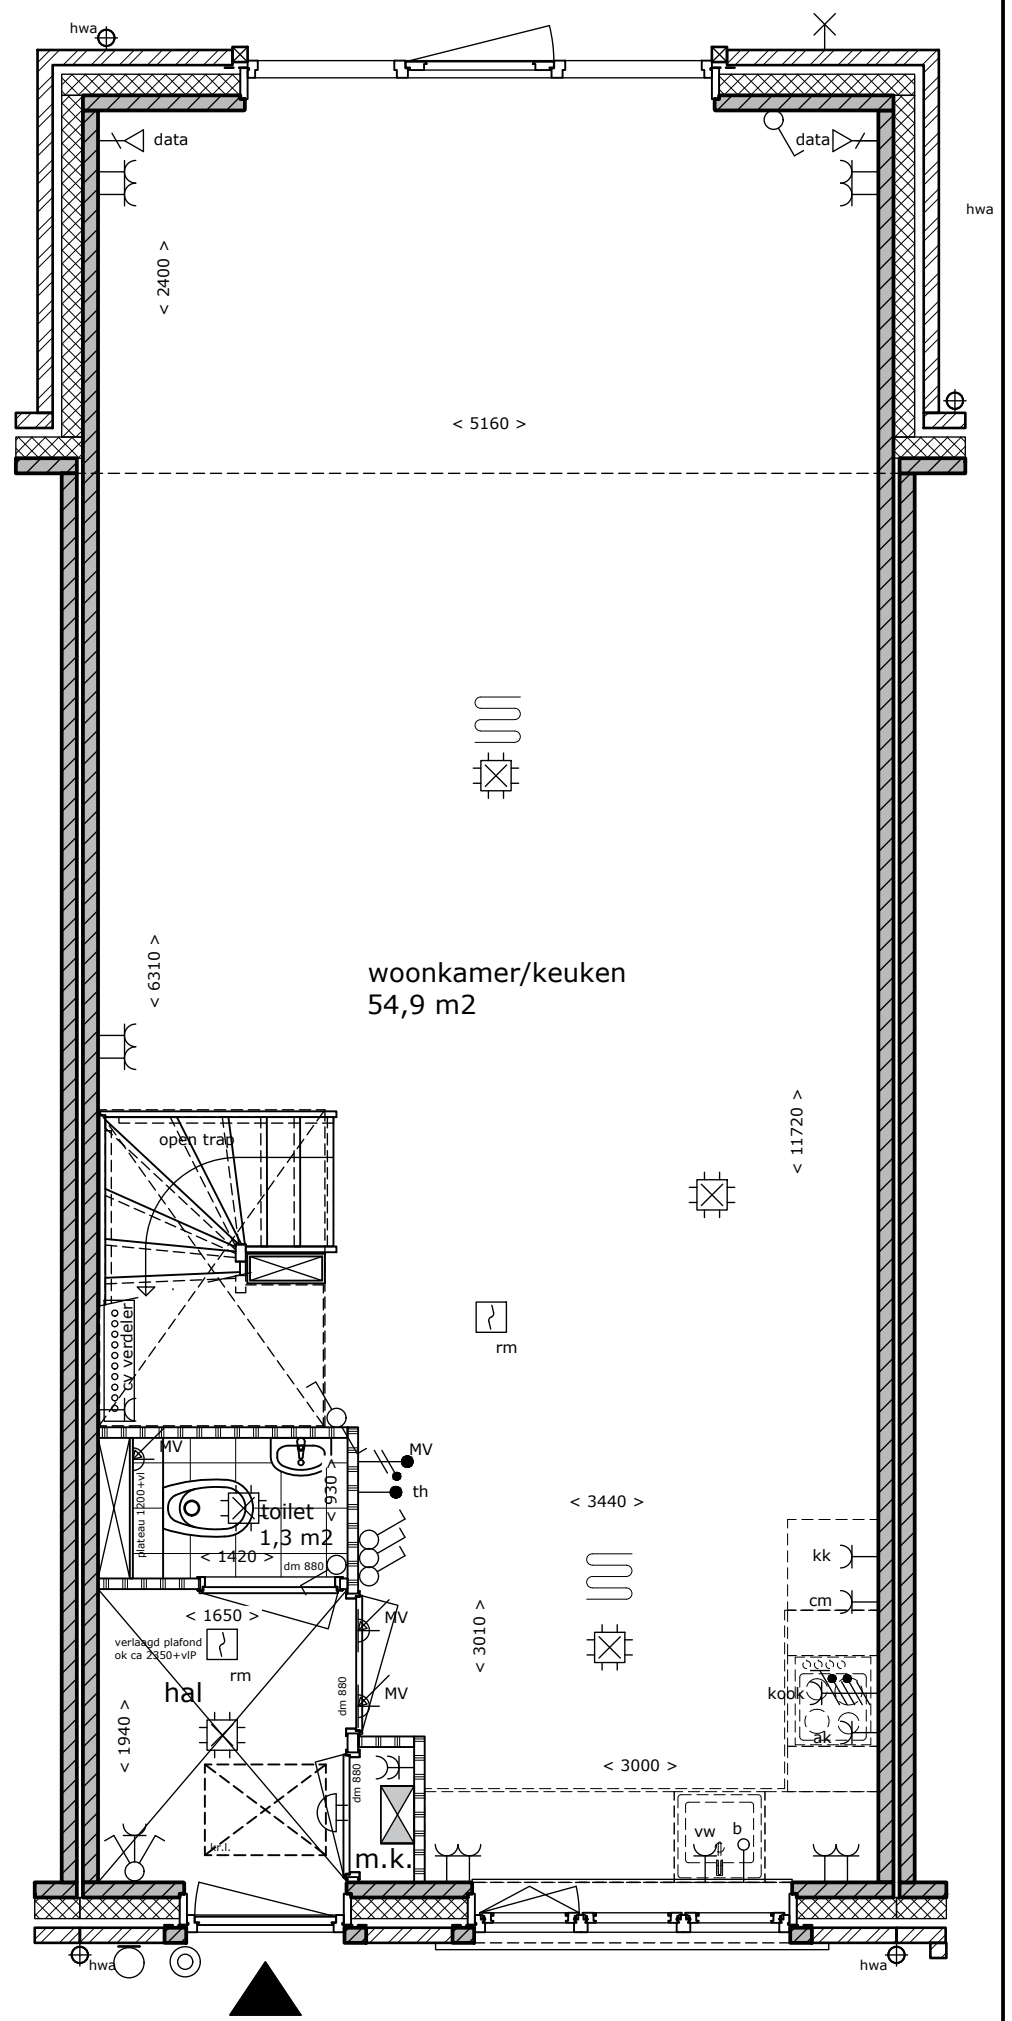 hwa
data
data
hwa
< 2400 >
< 5160 >
< 6310 >
woonkamer/keuken
54,9 m2
< 11720 >
open trap
cv verdeler
rm
MV
MV
plateau 1200+vl
< 930 >
th
toilet
1,3 m2
< 3440 >
< 1420 >
dm 880
kk
cm
< 1650 >
MV
verlaagd plafond
ok ca 2350+vlP
rm
< 3010 >
hal
dm 880
MV
kook
ak
< 1940 >
< 3000 >
dm 880
kr.l.
vw
b
m.k.
hwa
hwa